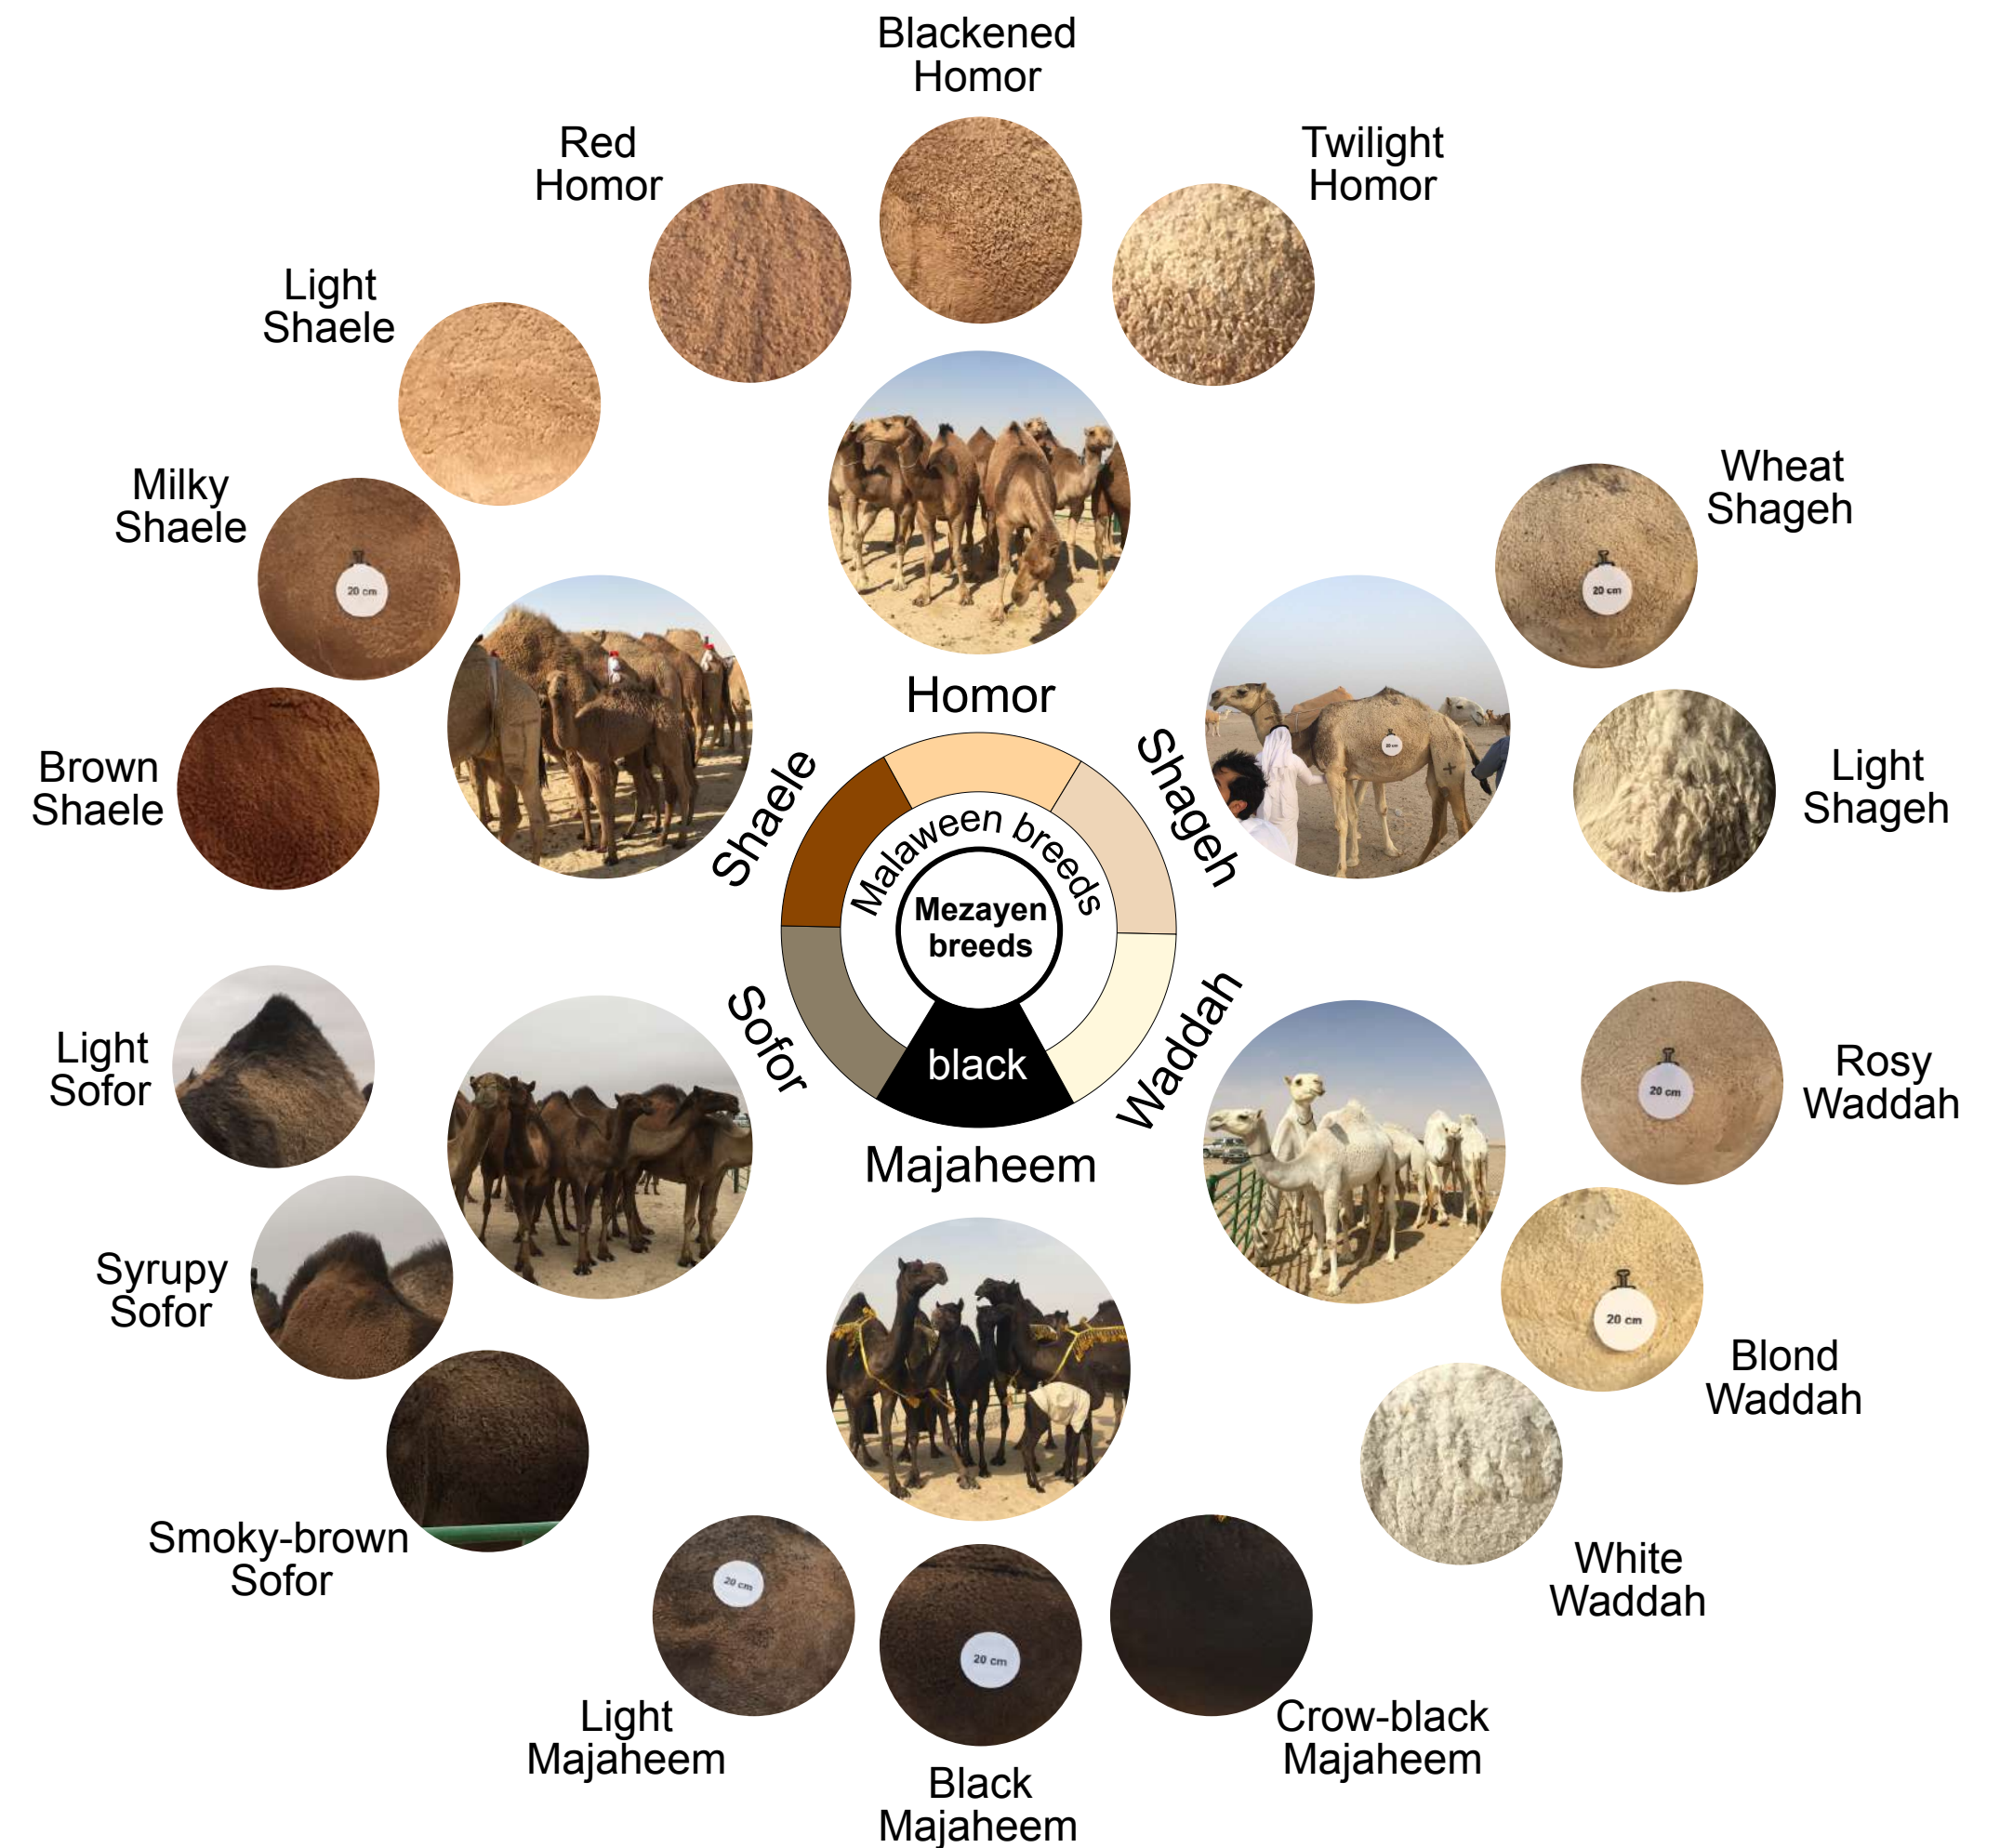 Blackened
Homor
Red
Homor
Twilight
Homor
Light
Shaele
Milky
Shaele
20 cm
Brown
Shaele
Wheat
Shageh
20 cm
20 cm
Light
Shageh
Homor
Shaele
Shageh
Malaween breeds
Mezayen
breeds
black
Sofor
Waddah
Majaheem
Light
Sofor
Syrupy
Sofor
Smoky-brown
Sofor
Rosy
Waddah
20 cm
Blond
Waddah
20 cm
White
Waddah
Light
Majaheem
20 cm
Black
Majaheem
20 cm
Crow-black
Majaheem